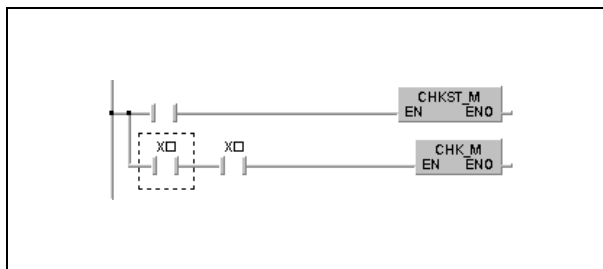 CHKST_M
EN ENO
X□ X□
CHK_M
EN ENO